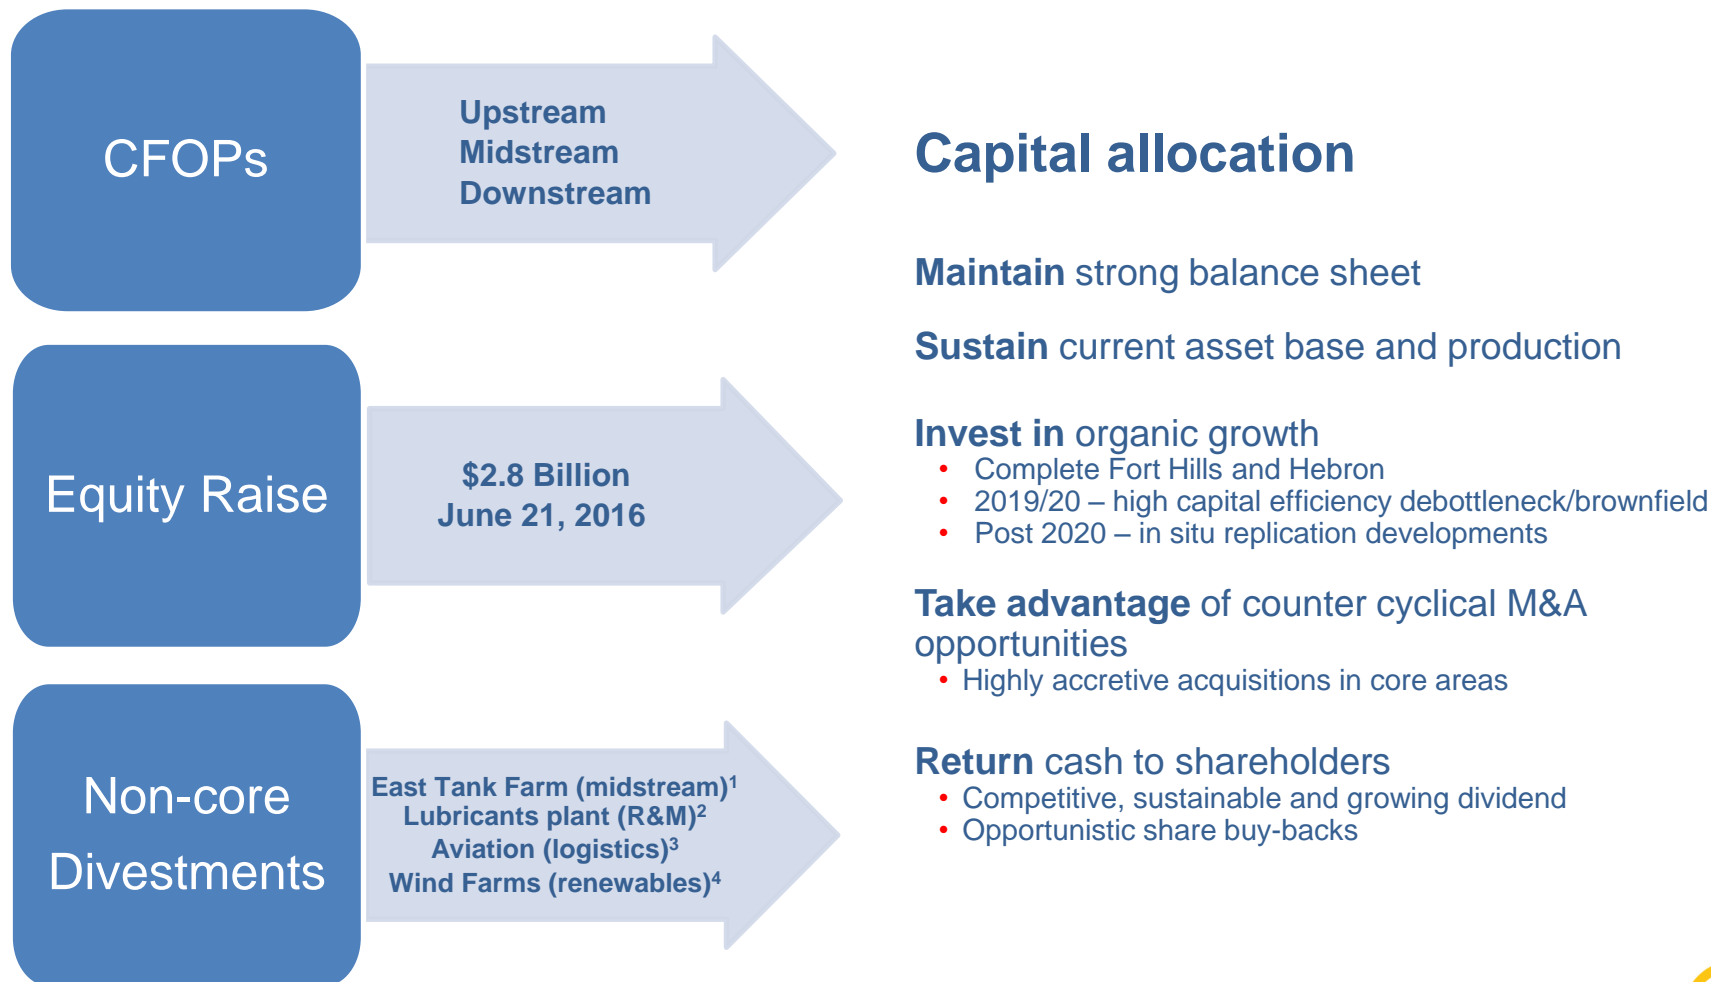 CFOPs
Upstream
Midstream
Downstream
Equity Raise
$2.8 Billion
June 21, 2016
Non-core
Divestments
East Tank Farm (midstream)¹
Lubricants plant (R&M)²
Aviation (logistics)³
Wind Farms (renewables)⁴
Capital allocation
Maintain strong balance sheet
Sustain current asset base and production
Invest in organic growth
• Complete Fort Hills and Hebron
• 2019/20 – high capital efficiency debottleneck/brownfield
• Post 2020 – in situ replication developments
Take advantage of counter cyclical M&A
opportunities
• Highly accretive acquisitions in core areas
Return cash to shareholders
• Competitive, sustainable and growing dividend
• Opportunistic share buy-backs